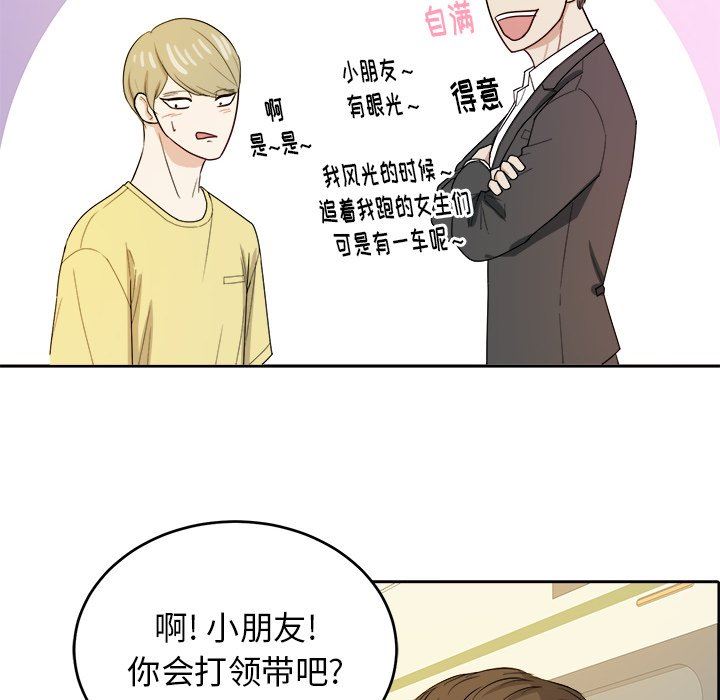 自满
小朋友~
有眼光~
得意
啊
是~是~
我风光的时候~
追着我跑的女生们
可是有一车呢~
啊! 小朋友!
你会打领带吧?